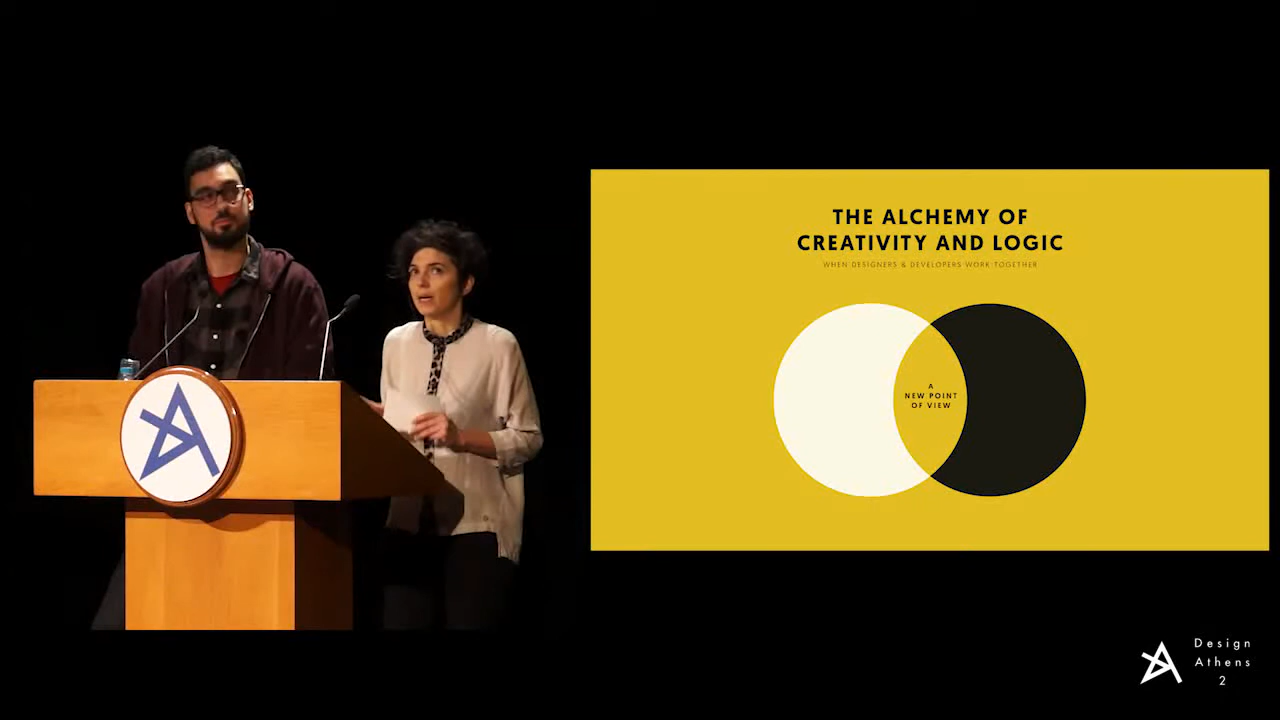 THE ALCHEMY OF
CREATIVITY AND LOGIC
WHEN DESIGNERS & DEVELOPERS WORK TOGETHER
A
NEW POINT
OF VIEW
Design
Athens
2